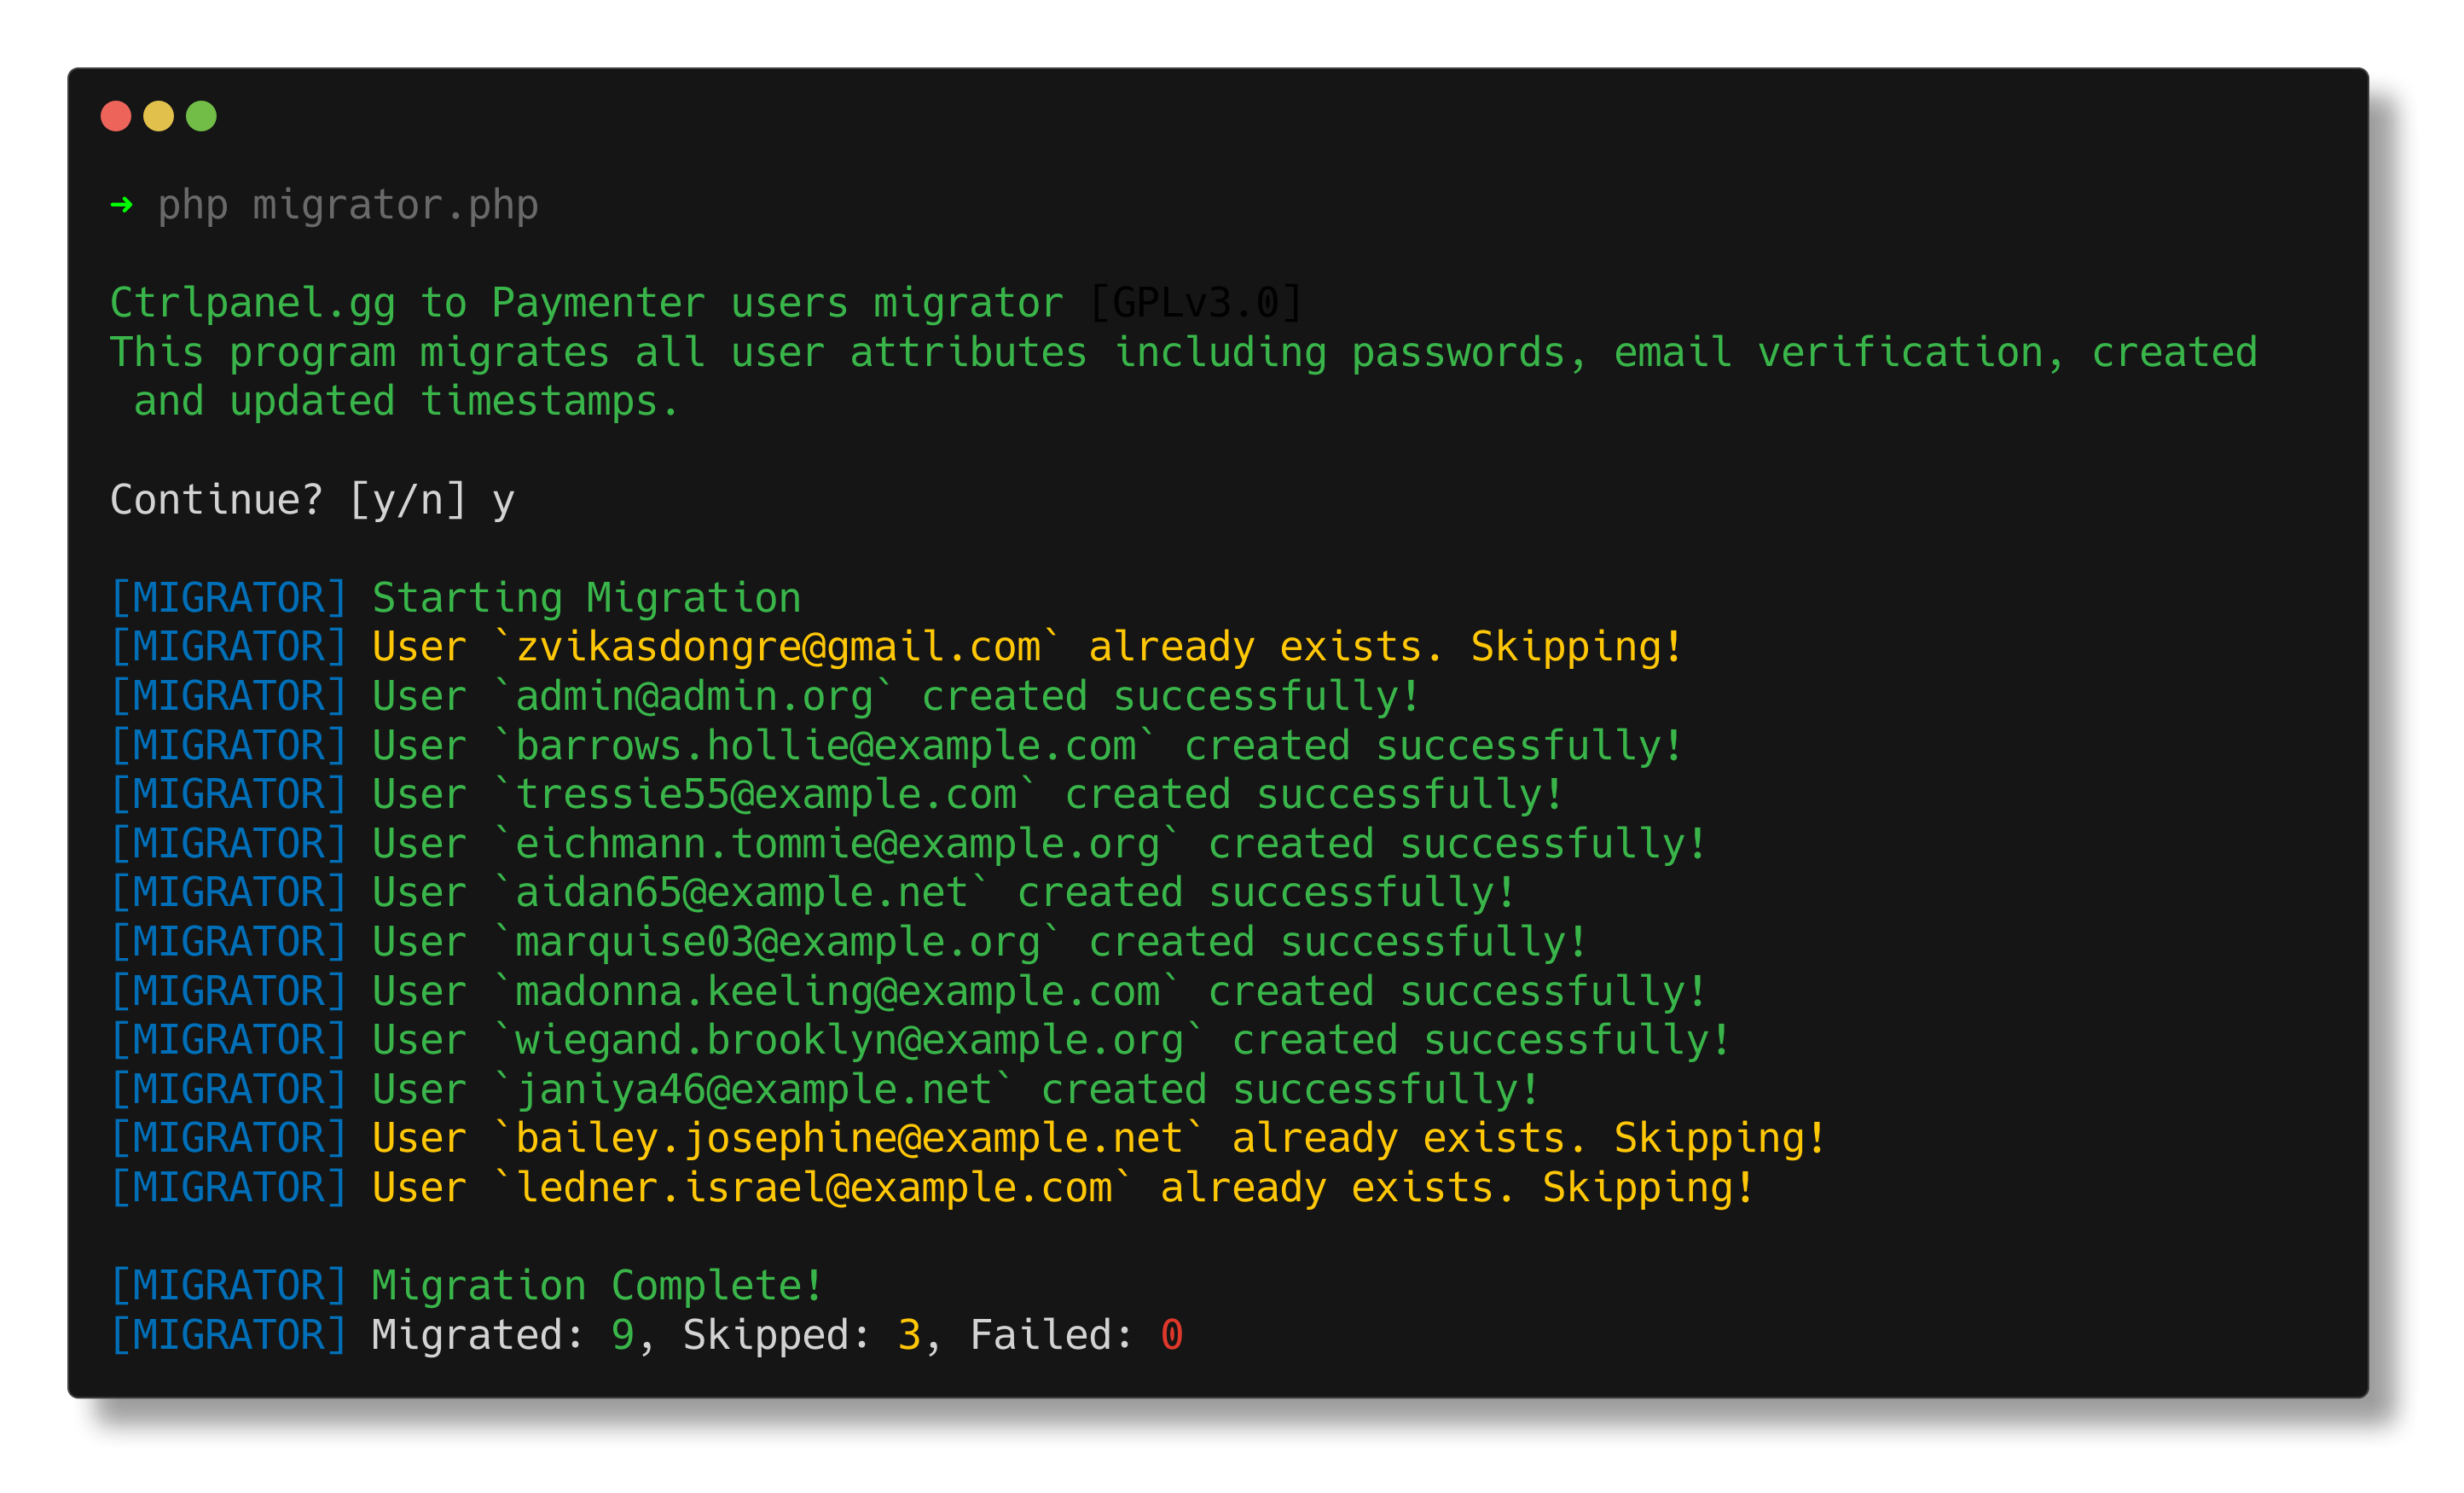 ➜ php migrator.php
Ctrlpanel.gg to Paymenter users migrator [GPLv3.0]
This program migrates all user attributes including passwords, email verification, created
and updated timestamps.
Continue? [y/n] y
[MIGRATOR] Starting Migration
[MIGRATOR] User `zvikasdongre@gmail.com` already exists. Skipping!
[MIGRATOR] User `admin@admin.org` created successfully!
[MIGRATOR] User `barrows.hollie@example.com` created successfully!
[MIGRATOR] User `tressie55@example.com` created successfully!
[MIGRATOR] User `eichmann.tommie@example.org` created successfully!
[MIGRATOR] User `aidan65@example.net` created successfully!
[MIGRATOR] User `marquise03@example.org` created successfully!
[MIGRATOR] User `madonna.keeling@example.com` created successfully!
[MIGRATOR] User `wiegand.brooklyn@example.org` created successfully!
[MIGRATOR] User `janiya46@example.net` created successfully!
[MIGRATOR] User `bailey.josephine@example.net` already exists. Skipping!
[MIGRATOR] User `ledner.israel@example.com` already exists. Skipping!
[MIGRATOR] Migration Complete!
[MIGRATOR] Migrated: 9, Skipped: 3, Failed: 0